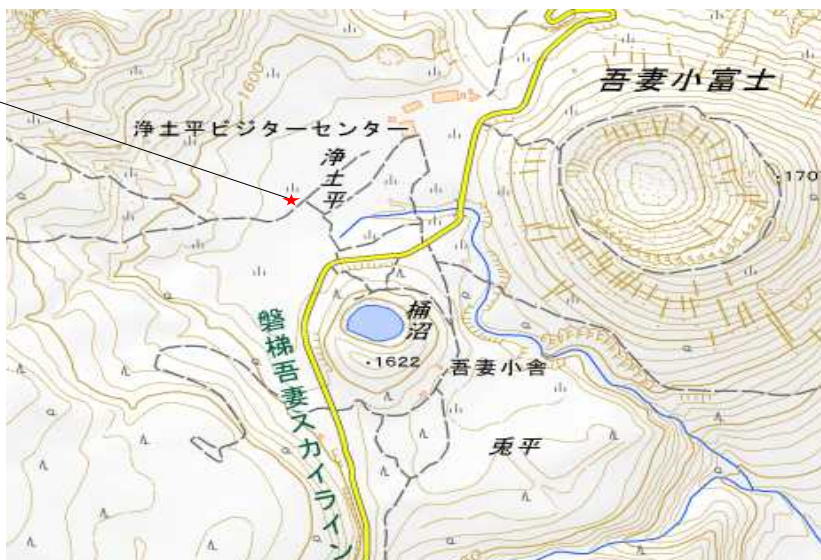 1600
吾妻小富士
浄土平ビジターセンター
浄土平
170
桶沼
1622
吾妻小舎
磐梯吾妻スカイライン
兎平